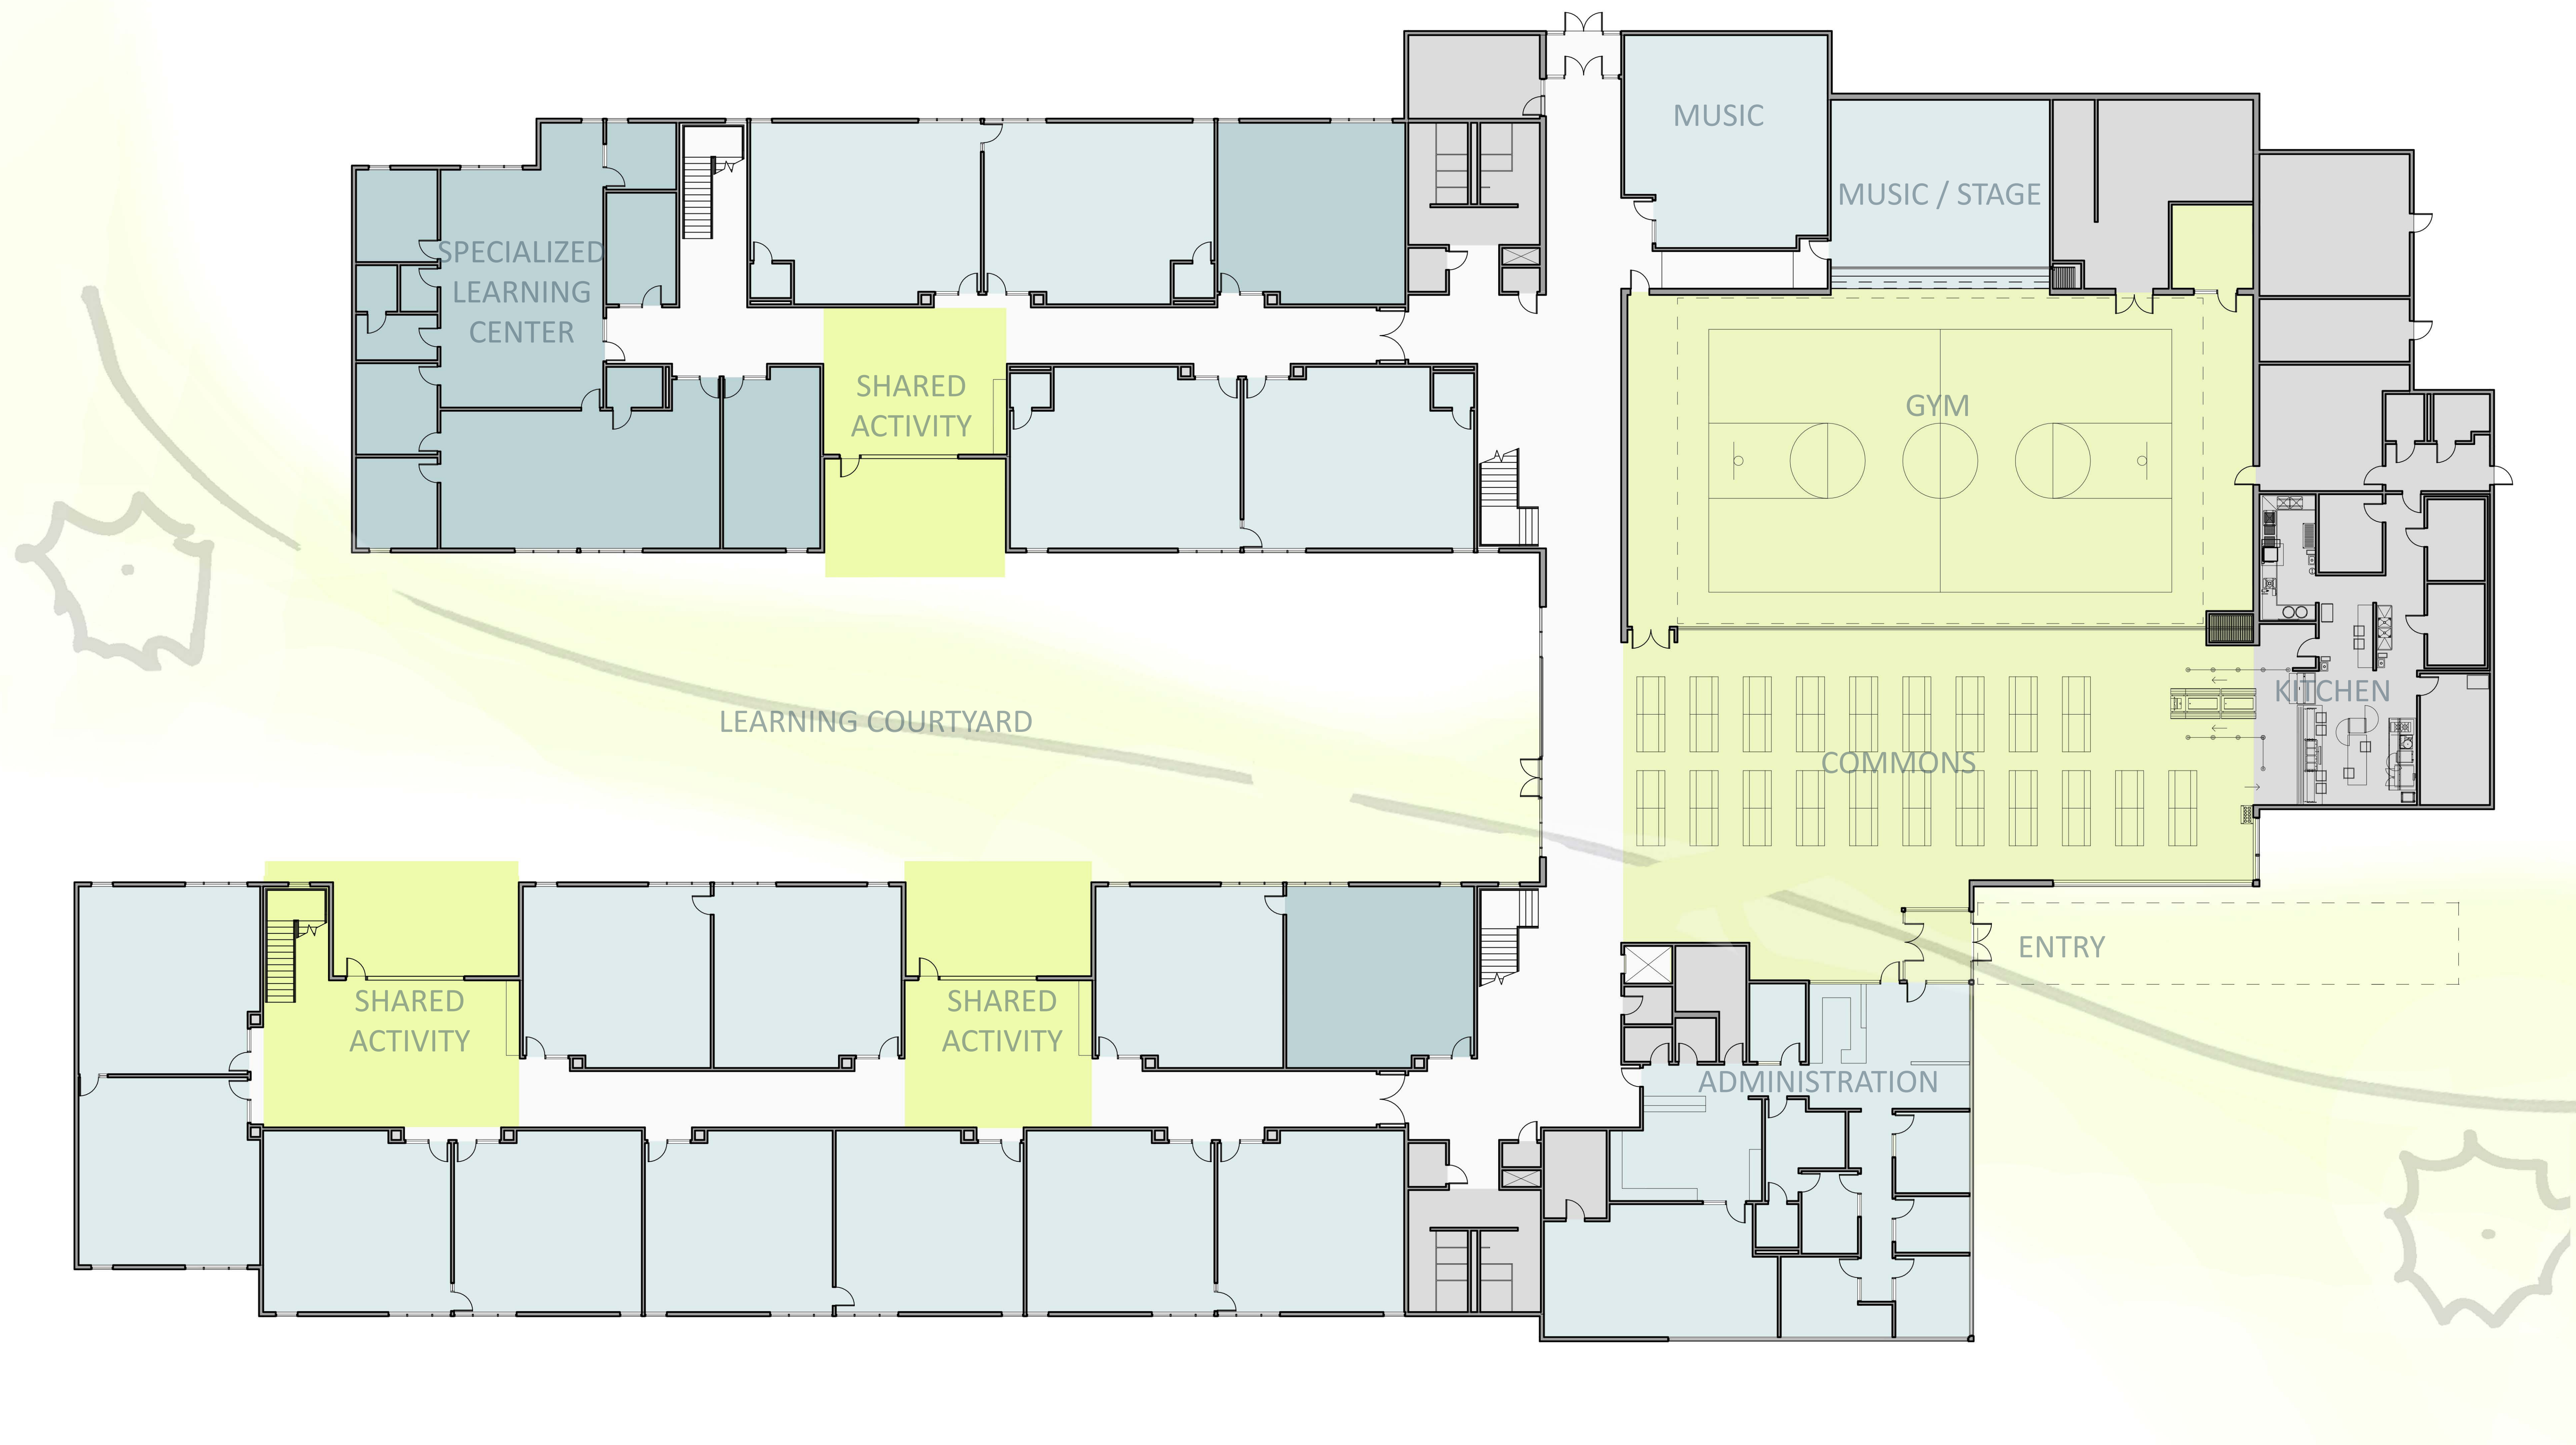 MUSIC
MUSIC / STAGE
SPECIALIZED
LEARNING
CENTER
SHARED
ACTIVITY
GYM
LEARNING COURTYARD
KITCHEN
COMMONS
ENTRY
SHARED
ACTIVITY
SHARED
ACTIVITY
ADMINISTRATION